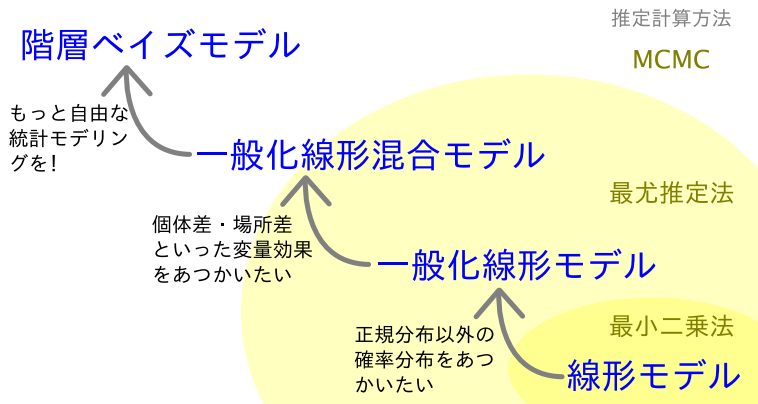 推定計算方法
階層ベイズモデル
MCMC
もっと自由な
統計モデリン
グを!
一般化線形混合モデル
最尤推定法
個体差・場所差
といった変量効果
をあつかいたい
一般化線形モデル
最小二乗法
正規分布以外の
確率分布をあつ
かいたい
線形モデル